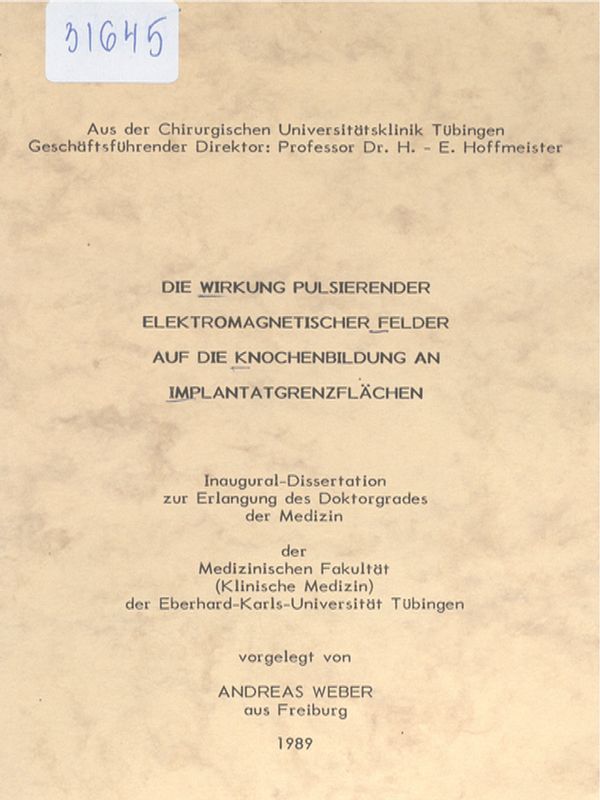 31645
Aus der Chirurgischen Universitätsklinik Tübingen
Geschäftsführender Direktor: Professor Dr. H. - E. Hoffmeister
DIE WIRKUNG PULSIERENDER
ELEKTROMAGNETISCHER FELDER
AUF DIE KNOCHENBILDUNG AN
IMPLANTATGRENZFLÄCHEN
Inaugural-Dissertation
zur Erlangung des Doktorgrades
der Medizin
der
Medizinischen Fakultät
(Klinische Medizin)
der Eberhard-Karls-Universität Tübingen
vorgelegt von
ANDREAS WEBER
aus Freiburg
1989